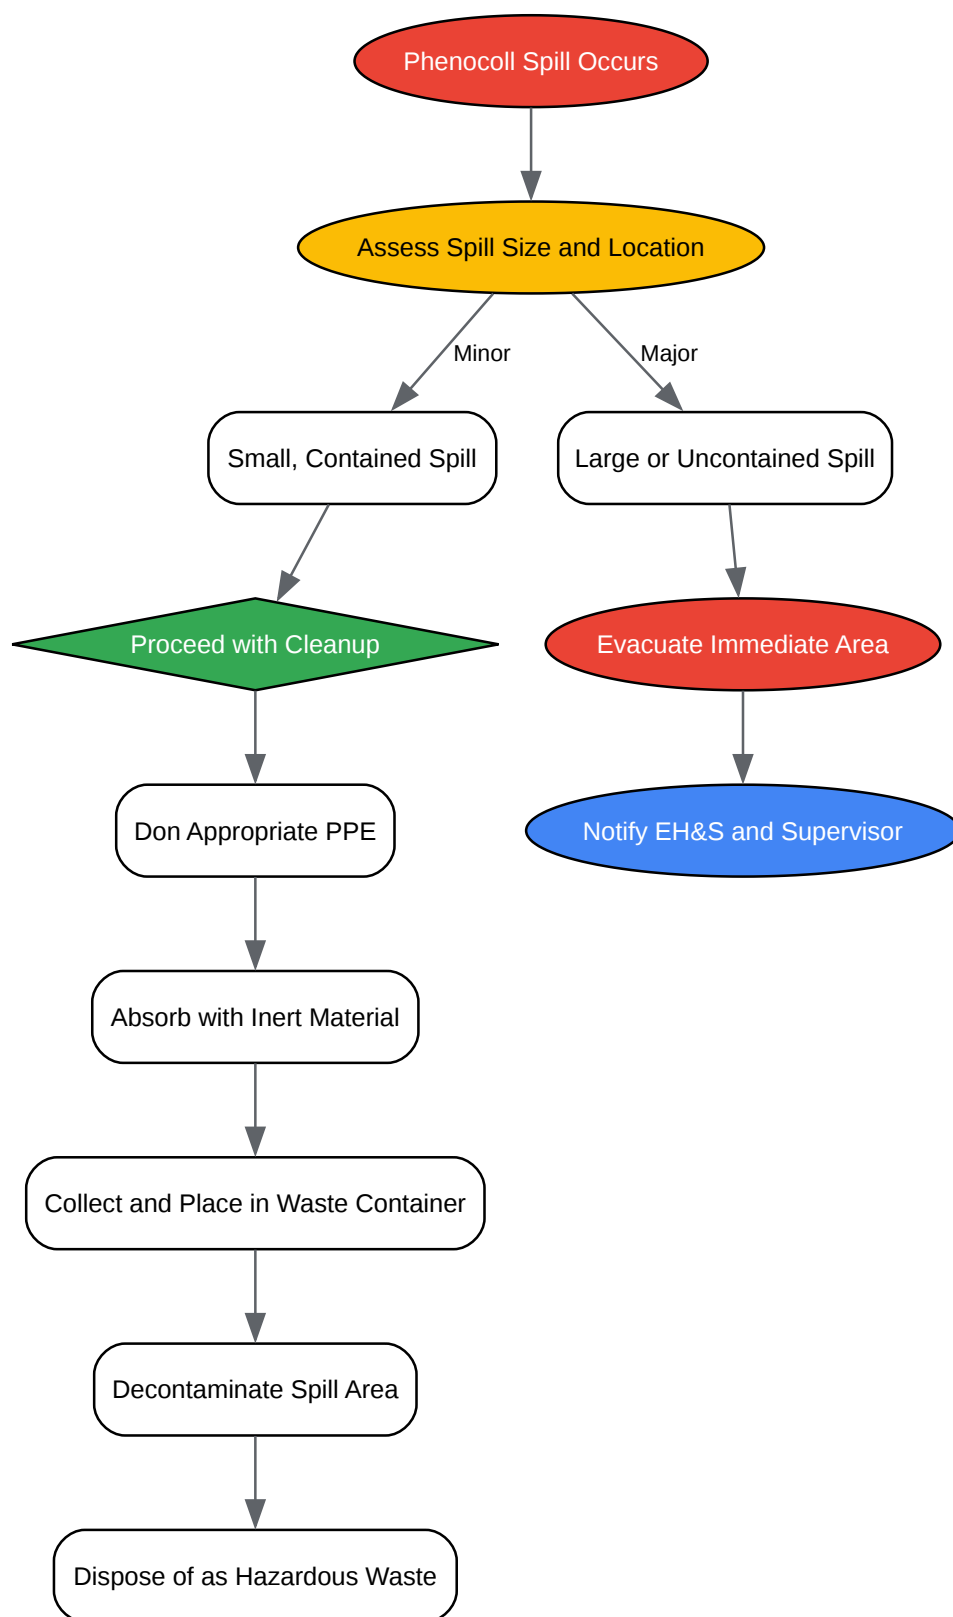 Phenocoll Spill Occurs
Assess Spill Size and Location
Minor
Major
Small, Contained Spill
Large or Uncontained Spill
Proceed with Cleanup
Evacuate Immediate Area
Don Appropriate PPE
Notify EH&S and Supervisor
Absorb with Inert Material
Collect and Place in Waste Container
Decontaminate Spill Area
Dispose of as Hazardous Waste